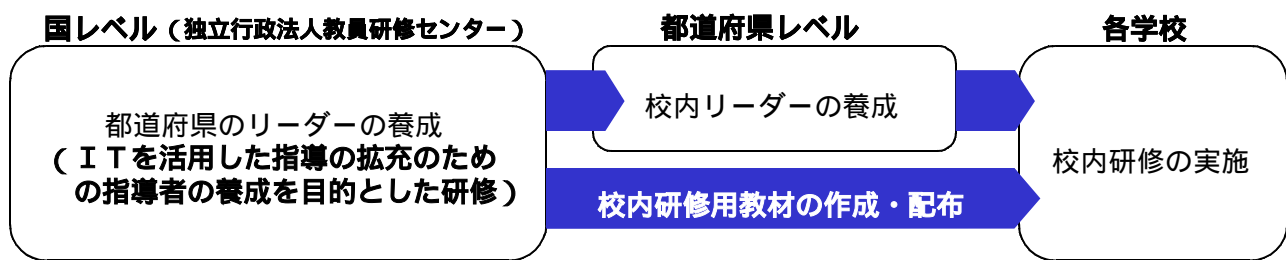 国レベル（独立行政法人教員研修センター）
都道府県のリーダーの養成
（ＩＴを活用した指導の拡充のため
の指導者の養成を目的とした研修）
都道府県レベル
校内リーダーの養成
校内研修用教材の作成・配布
各学校
校内研修の実施